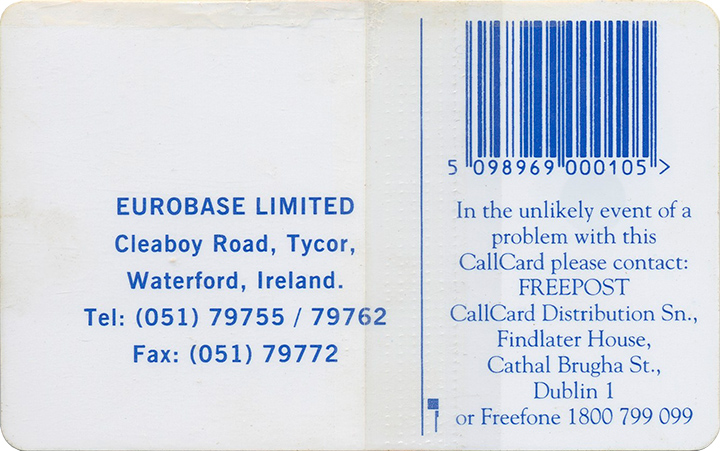 EUROBASE LIMITED
Cleaboy Road, Tycor,
Waterford, Ireland.
Tel: (051) 79755 / 79762
Fax: (051) 79772
5 098969 000105 >
In the unlikely event of a
problem with this
CallCard please contact:
FREEPOST
CallCard Distribution Sn.,
Findlater House,
Cathal Brugha St.,
Dublin 1
or Freefone 1800 799 099